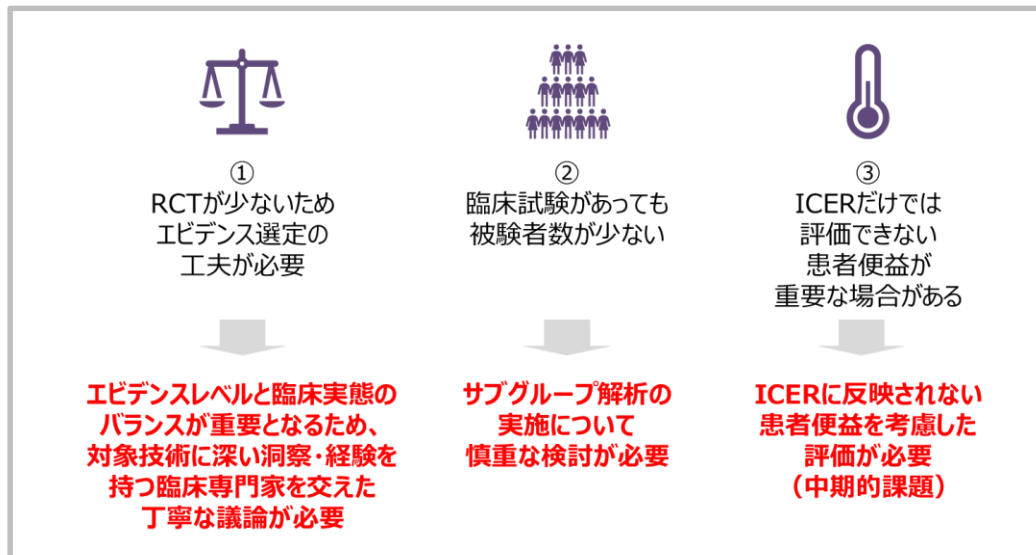 ①
RCTが少ないため
エビデンス選定の
工夫が必要
エビデンスレベルと臨床実態の
バランスが重要となるため、
対象技術に深い洞察・経験を
持つ臨床専門家を交えた
丁寧な議論が必要
②
臨床試験があっても
被験者数が少ない
サブグループ解析の
実施について
慎重な検討が必要
③
ICERだけでは
評価できない
患者便益が
重要な場合がある
ICERに反映されない
患者便益を考慮した
評価が必要
（中期的課題）